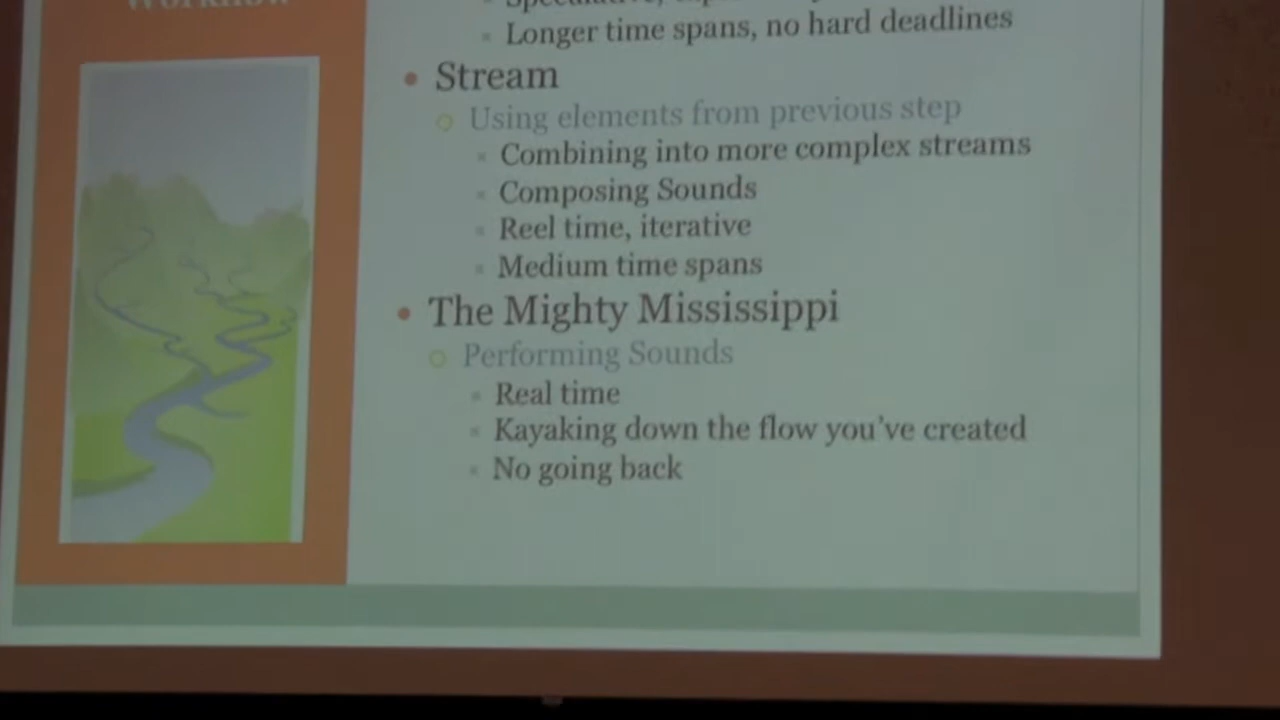 Workflow
Speculative,
Longer time spans, no hard deadlines
Stream
Using elements from previous step
Combining into more complex streams
Composing Sounds
Reel time, iterative
Medium time spans
The Mighty Mississippi
Performing Sounds
Real time
Kayaking down the flow you've created
No going back